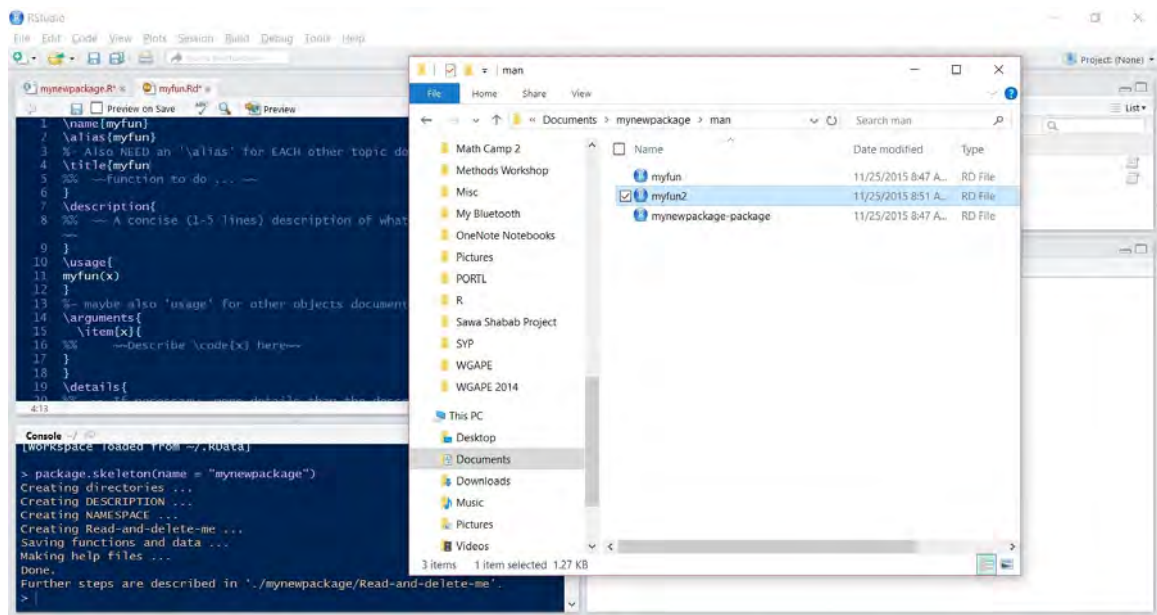 RStudio
File Edit Code View Plots Session Build Debug Tools Help
Project: (None)
mynewpackage.R* × myfun.Rd* ×
Preview on Save Preview
List
1 \name{myfun}
2 \alias{myfun}
3 %- Also NEED an '\alias' for EACH other topic do
4 \title{myfun
5 %% ~~function to do ... ~~
6 }
7 \description{
8 %% ~~ A concise (1-5 lines) description of what
~~
9 }
10 \usage{
11 myfun(x)
12 }
13 %- maybe also 'usage' for other objects document
14 \arguments{
15 \item{x}{
16 %% ~~Describe \code{x} here~~
17 }
18 }
19 \details{
20 %% ~~ If necessary, more details than the desc
4:13
Console ~/
[Workspace loaded from ~/.RData]
> package.skeleton(name = "mynewpackage")
Creating directories ...
Creating DESCRIPTION ...
Creating NAMESPACE ...
Creating Read-and-delete-me ...
Saving functions and data ...
Making help files ...
Done.
Further steps are described in './mynewpackage/Read-and-delete-me'.
>
man
File Home Share View
« Documents > mynewpackage > man
Search man
Math Camp 2
Methods Workshop
Misc
My Bluetooth
OneNote Notebooks
Pictures
PORTL
R
Sawa Shabab Project
SYP
WGAPE
WGAPE 2014
This PC
Desktop
Documents
Downloads
Music
Pictures
Videos
Name Date modified Type
myfun 11/25/2015 8:47 A... RD File
myfun2 11/25/2015 8:51 A... RD File
mynewpackage-package 11/25/2015 8:47 A... RD File
3 items 1 item selected 1.27 KB